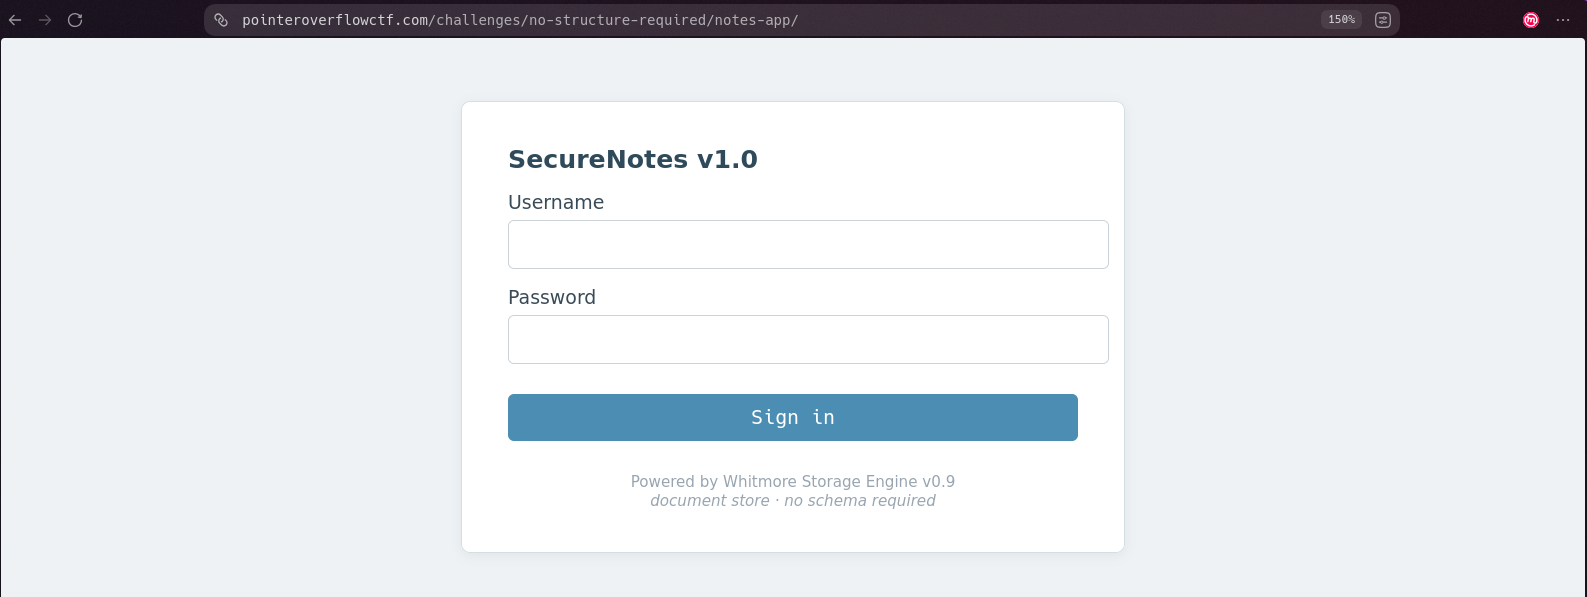 pointeroverflowctf.com/challenges/no-structure-required/notes-app/
150%
SecureNotes v1.0
Username
Password
Sign in
Powered by Whitmore Storage Engine v0.9
document store · no schema required